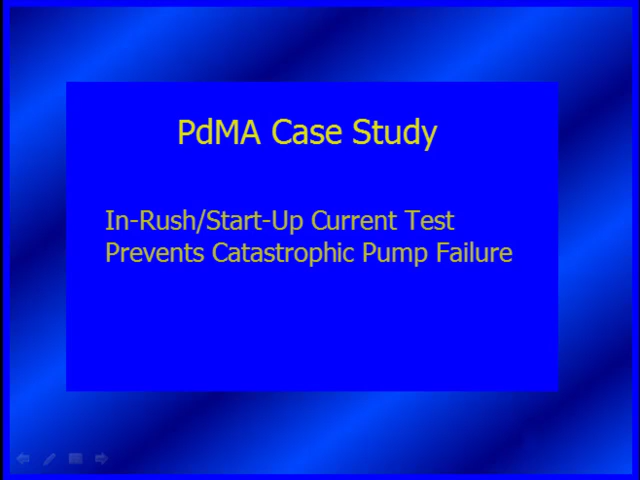 PdMA Case Study
In-Rush/Start-Up Current Test
Prevents Catastrophic Pump Failure